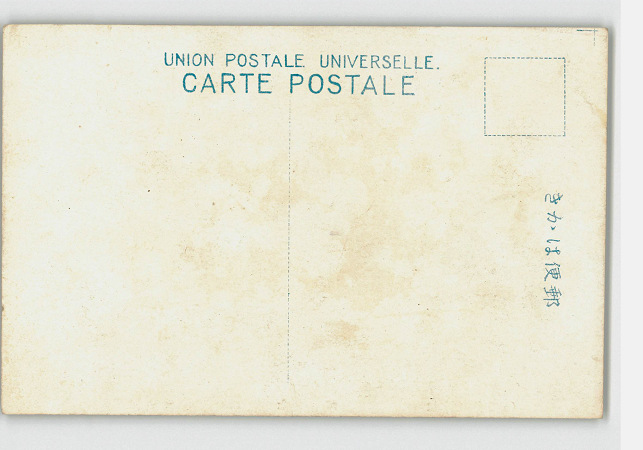 UNION POSTALE UNIVERSELLE.
CARTE POSTALE
郵便はかき